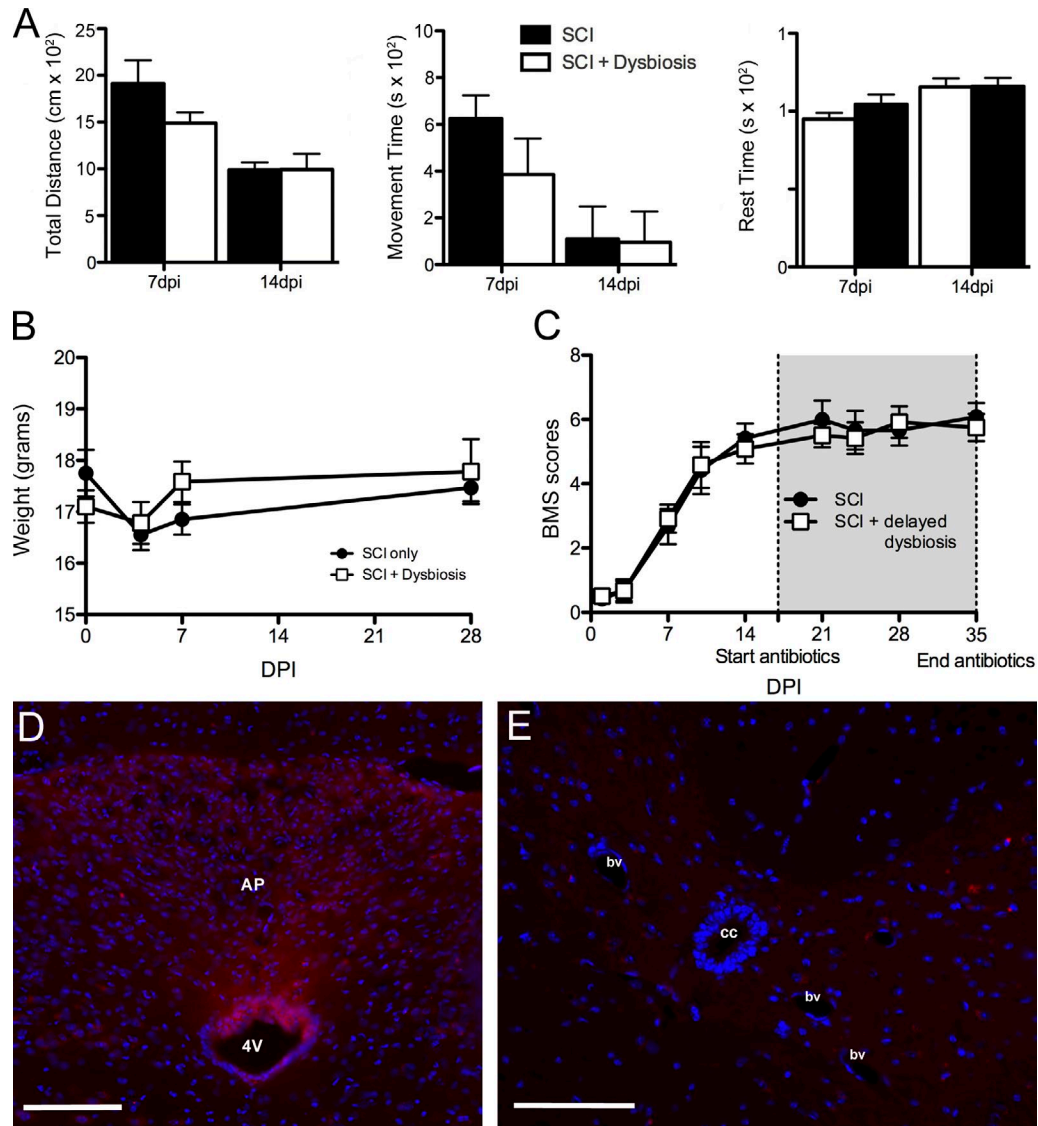 A
Total Distance (cm x 10²)
25
20
15
10
5
0
7dpi
14dpi
Movement Time (s x 10²)
10
8
6
4
2
0
7dpi
14dpi
SCI
SCI + Dysbiosis
Rest Time (s x 10²)
1
1
0
7dpi
14dpi
B
Weight (grams)
20
19
18
17
16
15
0
7
14
21
28
DPI
SCI only
SCI + Dysbiosis
C
BMS scores
8
6
4
2
0
0
7
14
21
28
35
Start antibiotics
End antibiotics
DPI
SCI
SCI + delayed
dysbiosis
D
AP
4V
E
bv
cc
bv
bv